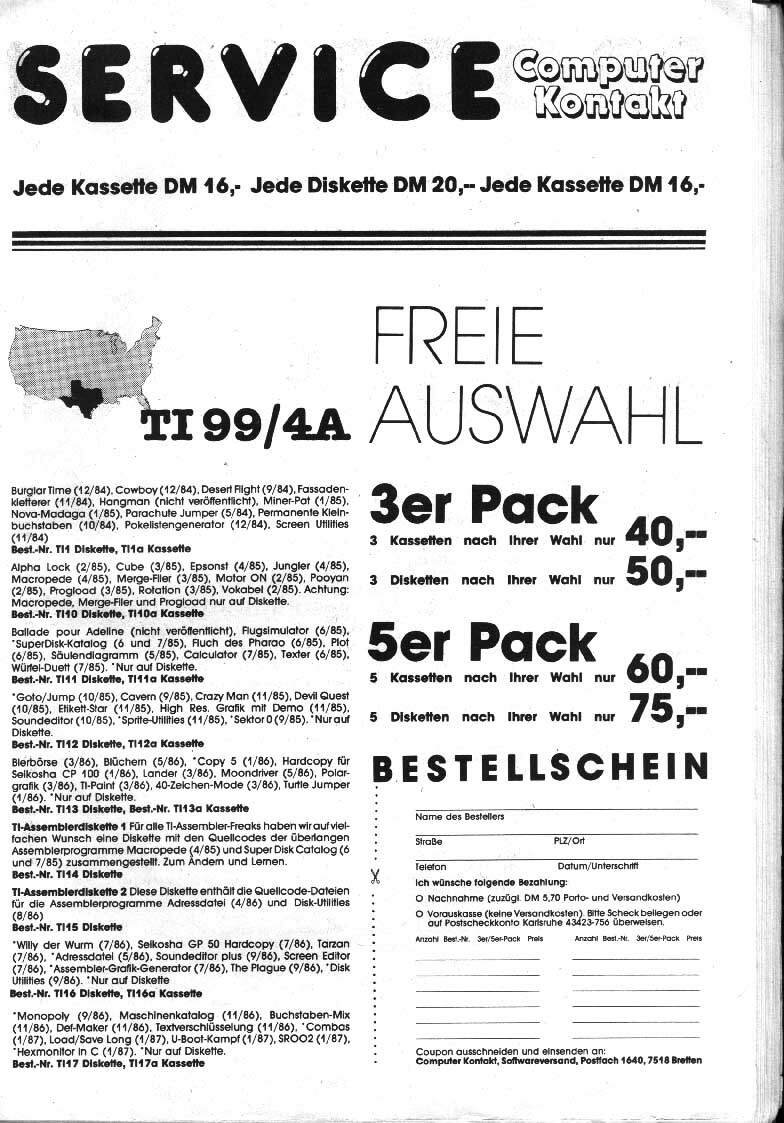 SERVICE Computer
Kontakt
Jede Kassette DM 16,- Jede Diskette DM 20,-- Jede Kassette DM 16,-
TI 99/4A
Burglar Time (12/84), Cowboy (12/84), Desert Flight (9/84), Fassaden-
kletterer (11/84), Hangman (nicht veröffentlicht), Miner-Pat (1/85),
Nova-Madaga (1/85), Parachute Jumper (5/84), Permanente Klein-
buchstaben (10/84), Pokelistengenerator (12/84), Screen Utilities
(11/84)
Best.-Nr. TI1 Diskette, TI1a Kassette
Alpha Lock (2/85), Cube (3/85), Epsonst (4/85), Jungler (4/85),
Macropede (4/85), Merge-Filer (3/85), Motor ON (2/85), Pooyan
(2/85), Progload (3/85), Rotation (3/85), Vokabel (2/85). Achtung:
Macropede, Merge-Filer und Progload nur auf Diskette.
Best.-Nr. TI10 Diskette, TI10a Kassette
Ballade pour Adeline (nicht veröffentlicht), Flugsimulator (6/85),
*SuperDisk-Katalog (6 und 7/85), Fluch des Pharao (6/85), Plot
(6/85), Säulendiagramm (5/85), Calculator (7/85), Texter (6/85),
Würfel-Duett (7/85). *Nur auf Diskette.
Best.-Nr. TI11 Diskette, TI11a Kassette
*Goto/Jump (10/85), Cavern (9/85), Crazy Man (11/85), Devil Quest
(10/85), Etikett-Star (11/85), High Res. Grafik mit Demo (11/85),
Soundeditor (10/85), *Sprite-Utilities (11/85), *Sektor 0 (9/85). *Nur auf
Diskette.
Best.-Nr. TI12 Diskette, TI12a Kassette
Bierbörse (3/86), Blüchern (5/86), *Copy 5 (1/86), Hardcopy für
Seikosha CP 100 (1/86), Lander (3/86), Moondriver (5/86), Polar-
grafik (3/86), TI-Paint (3/86), 40-Zeichen-Mode (3/86), Turtle Jumper
(1/86). *Nur auf Diskette.
Best.-Nr. TI13 Diskette, Best.-Nr. TI13a Kassette
TI-Assemblerdiskette 1 Für alle TI-Assembler-Freaks haben wir auf viel-
fachen Wunsch eine Diskette mit den Quellcodes der überlangen
Assemblerprogramme Macropede (4/85) und Super Disk Catalog (6
und 7/85) zusammengestellt. Zum Ändern und Lernen.
Best.-Nr. TI14 Diskette
TI-Assemblerdiskette 2 Diese Diskette enthält die Quellcode-Dateien
für die Assemblerprogramme Adressdatei (4/86) und Disk-Utilities
(8/86)
Best.-Nr. TI15 Diskette
*Willy der Wurm (7/86), Seikosha GP 50 Hardcopy (7/86), Tarzan
(7/86), *Adressdatei (5/86), Soundeditor plus (9/86), Screen Editor
(7/86), *Assembler-Grafik-Generator (7/86), The Plague (9/86), *Disk
Utilities (9/86). *Nur auf Diskette
Best.-Nr. TI16 Diskette, TI16a Kassette
*Monopoly (9/86), Maschinenkatalog (11/86), Buchstaben-Mix
(11/86), Def-Maker (11/86), Textverschlüsselung (11/86), *Combas
(1/87), Load/Save Long (1/87), U-Boot-Kampf (1/87), SROO2 (1/87),
*Hexmonitor in C (1/87). *Nur auf Diskette.
Best.-Nr. TI17 Diskette, TI17a Kassette
FREIE
AUSWAHL
3er Pack
3 Kassetten nach Ihrer Wahl nur 40,--
3 Disketten nach Ihrer Wahl nur 50,--
5er Pack
5 Kassetten nach Ihrer Wahl nur 60,--
5 Disketten nach Ihrer Wahl nur 75,--
BESTELLSCHEIN
Name des Bestellers
Straße PLZ/Ort
Telefon Datum/Unterschrift
Ich wünsche folgende Bezahlung:
O Nachnahme (zuzügl. DM 5,70 Porto- und Versandkosten)
O Vorauskasse (keine Versandkosten). Bitte Scheck beilegen oder
auf Postscheckkonto Karlsruhe 43423-756 überweisen.
Anzahl Best.-Nr. 3er/5er-Pack Preis Anzahl Best.-Nr. 3er/5er-Pack Preis
Coupon ausschneiden und einsenden an:
Computer Kontakt, Softwareversand, Postfach 1640, 7518 Bretten